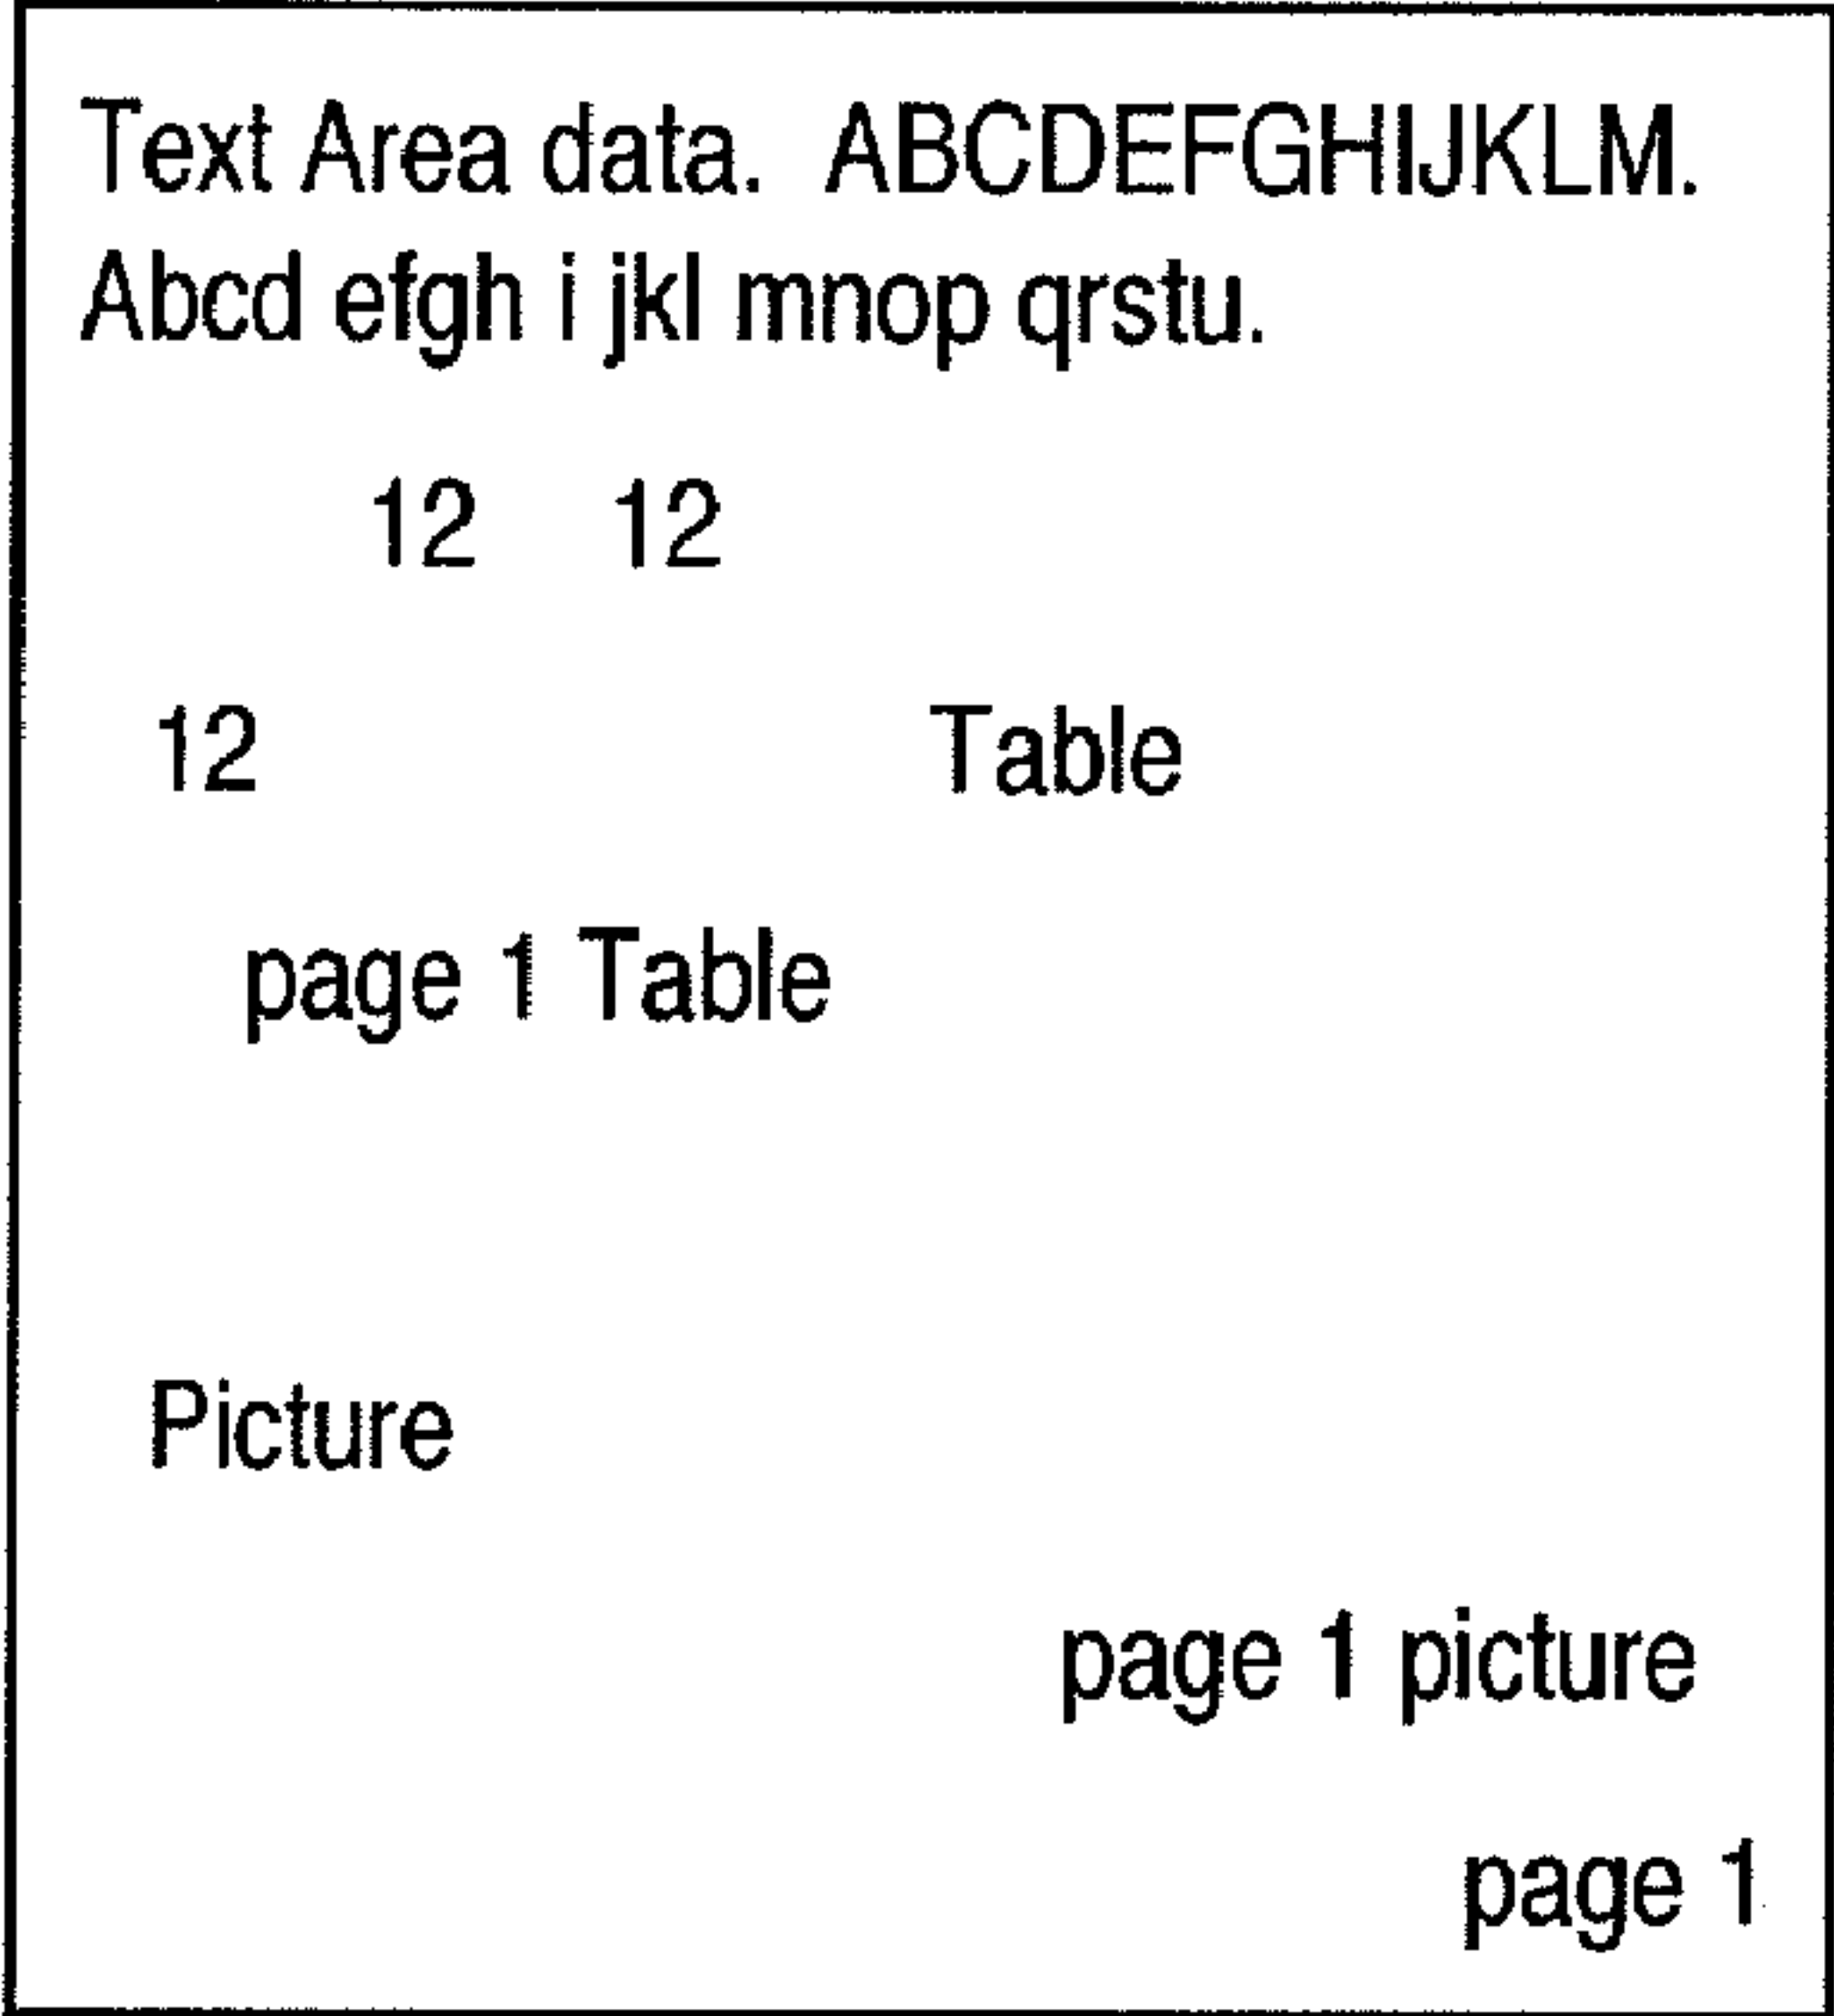 Text Area data.  ABCDEFGHIJKLM.
Abcd efgh i jkl mnop qrstu.
12 12
12 Table
page 1 Table
Picture
page 1 picture
page 1